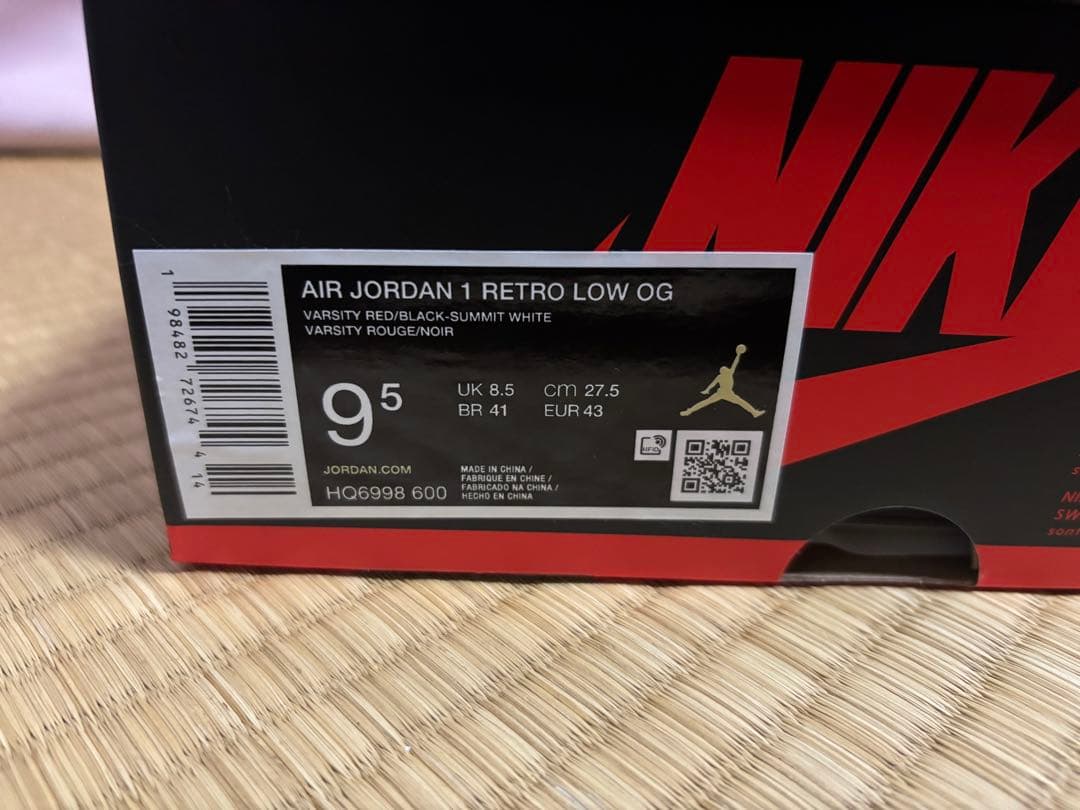 NIK
AIR JORDAN 1 RETRO LOW OG
VARSITY RED/BLACK-SUMMIT WHITE
VARSITY ROUGE/NOIR
9⁵
UK 8.5 cm 27.5
BR 41 EUR 43
RFID
JORDAN.COM
HQ6998 600
MADE IN CHINA /
FABRIQUE EN CHINE /
FABRICADO NA CHINA /
HECHO EN CHINA
1 98482 72674 4 14